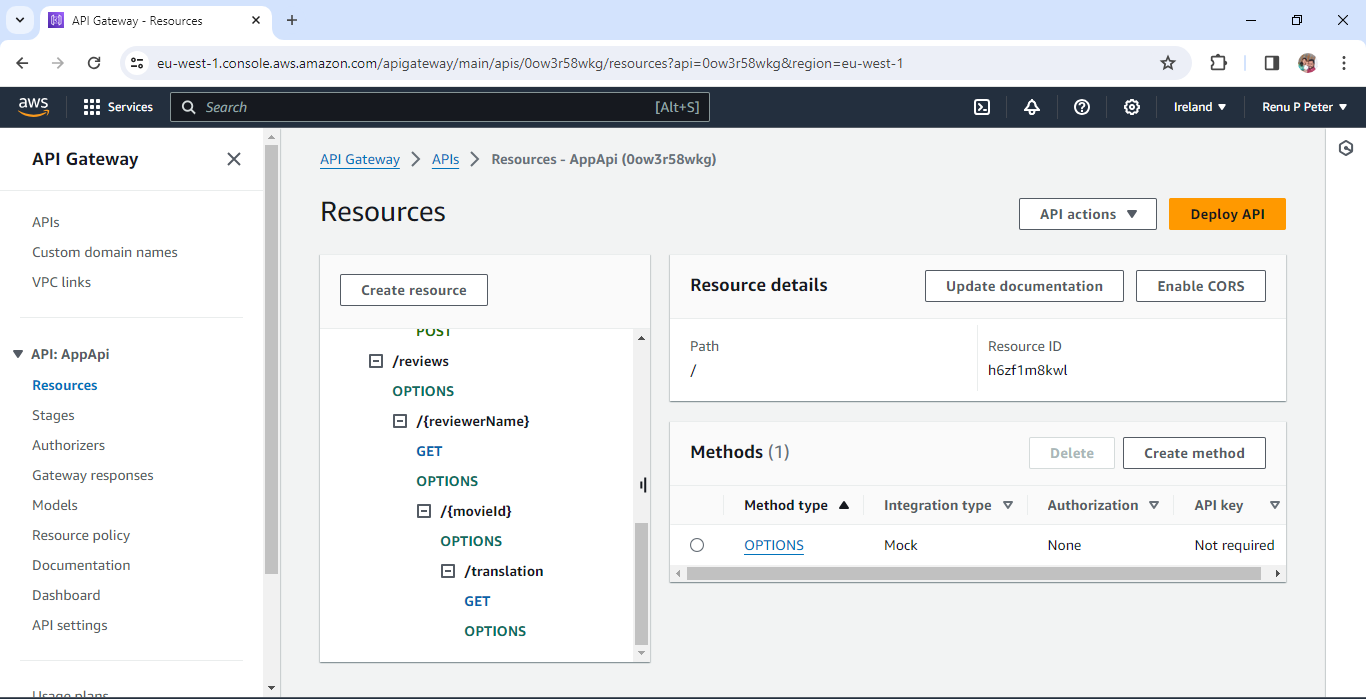 API Gateway - Resources
eu-west-1.console.aws.amazon.com/apigateway/main/apis/0ow3r58wkg/resources?api=0ow3r58wkg&region=eu-west-1
aws Services Search [Alt+S] Ireland Renu P Peter
API Gateway
APIs
Custom domain names
VPC links
API: AppApi
Resources
Stages
Authorizers
Gateway responses
Models
Resource policy
Documentation
Dashboard
API settings
Usage plans
API Gateway APIs Resources - AppApi (0ow3r58wkg)
Resources
API actions Deploy API
Create resource
POST
/reviews
OPTIONS
/{reviewerName}
GET
OPTIONS
/{movieId}
OPTIONS
/translation
GET
OPTIONS
Resource details Update documentation Enable CORS
Path Resource ID
/ h6zf1m8kwl
Methods (1) Delete Create method
Method type Integration type Authorization API key
OPTIONS Mock None Not required